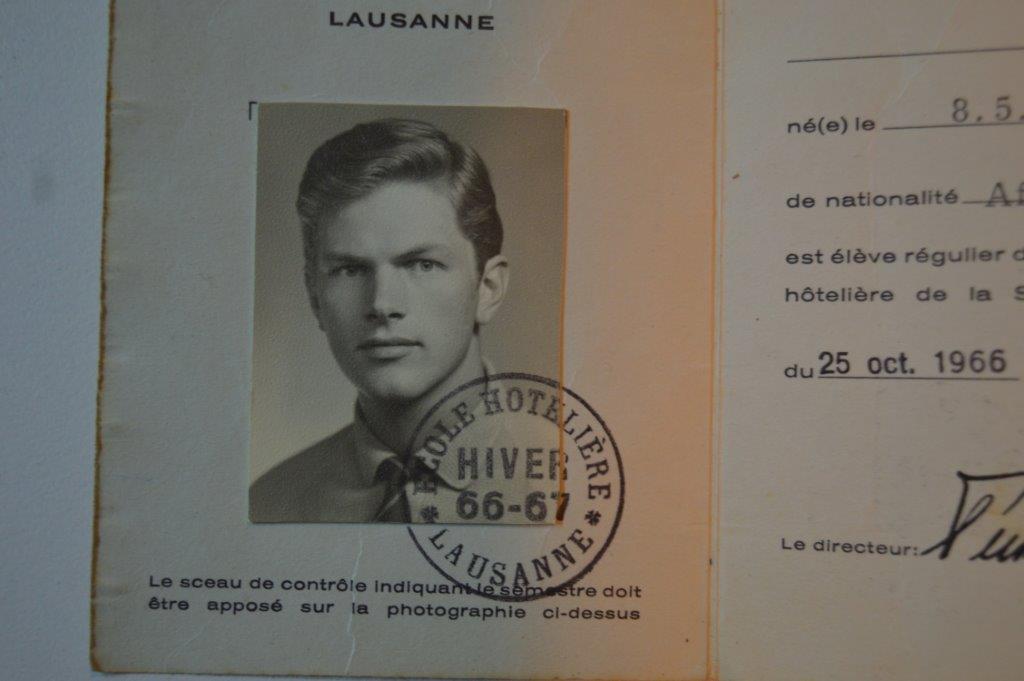 LAUSANNE
ÉCOLE HOTELIÈRE
HIVER
66-67
LAUSANNE
Le sceau de contrôle indiquant le semestre doit
être apposé sur la photographie ci-dessus
né(e) le 8.5.
de nationalité
est élève régulier
hôtelière de la
du 25 oct. 1966
Le directeur: